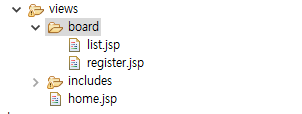 views
board
list.jsp
register.jsp
includes
home.jsp